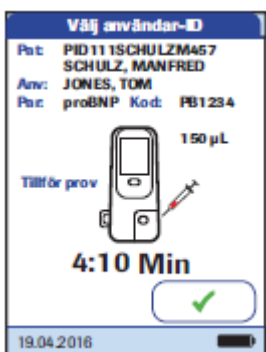 Välj användar-ID
Pat: PID111SCHULZM457
SCHULZ, MANFRED
Anv: JONES, TOM
Par: proBNP Kod: PB1234
150 µL
Tillför prov
4:10 Min
19.04.2016